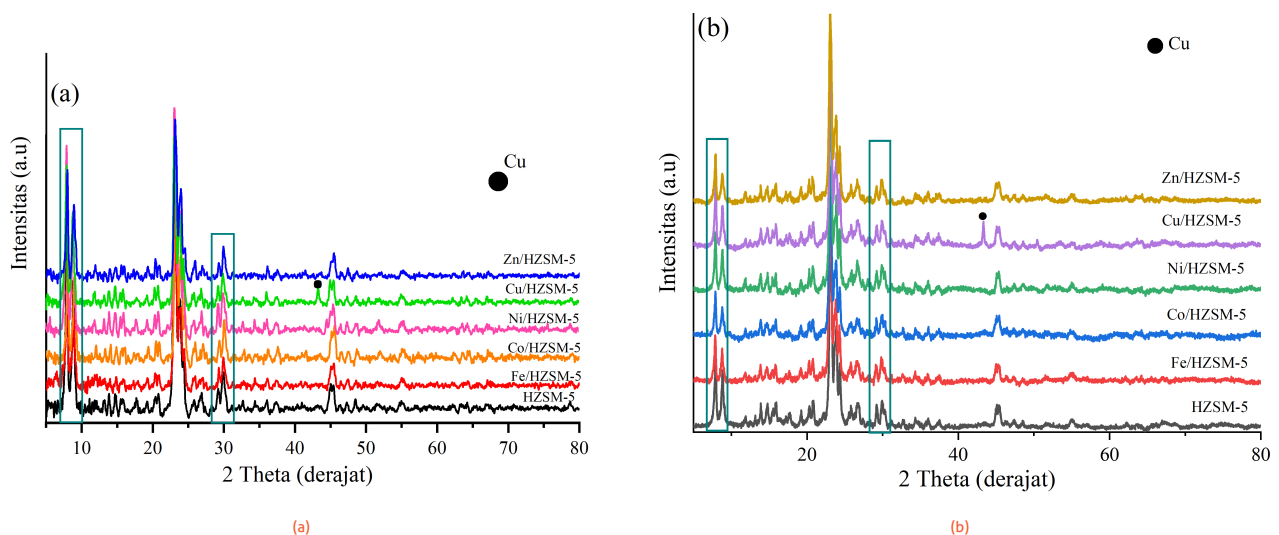 (a)
Cu
Intensitas (a.u)
Zn/HZSM-5
Cu/HZSM-5
Ni/HZSM-5
Co/HZSM-5
Fe/HZSM-5
HZSM-5
10 20 30 40 50 60 70 80
2 Theta (derajat)
(a)
(b)
Cu
Intensitas (a.u)
Zn/HZSM-5
Cu/HZSM-5
Ni/HZSM-5
Co/HZSM-5
Fe/HZSM-5
HZSM-5
20 40 60 80
2 Theta (derajat)
(b)